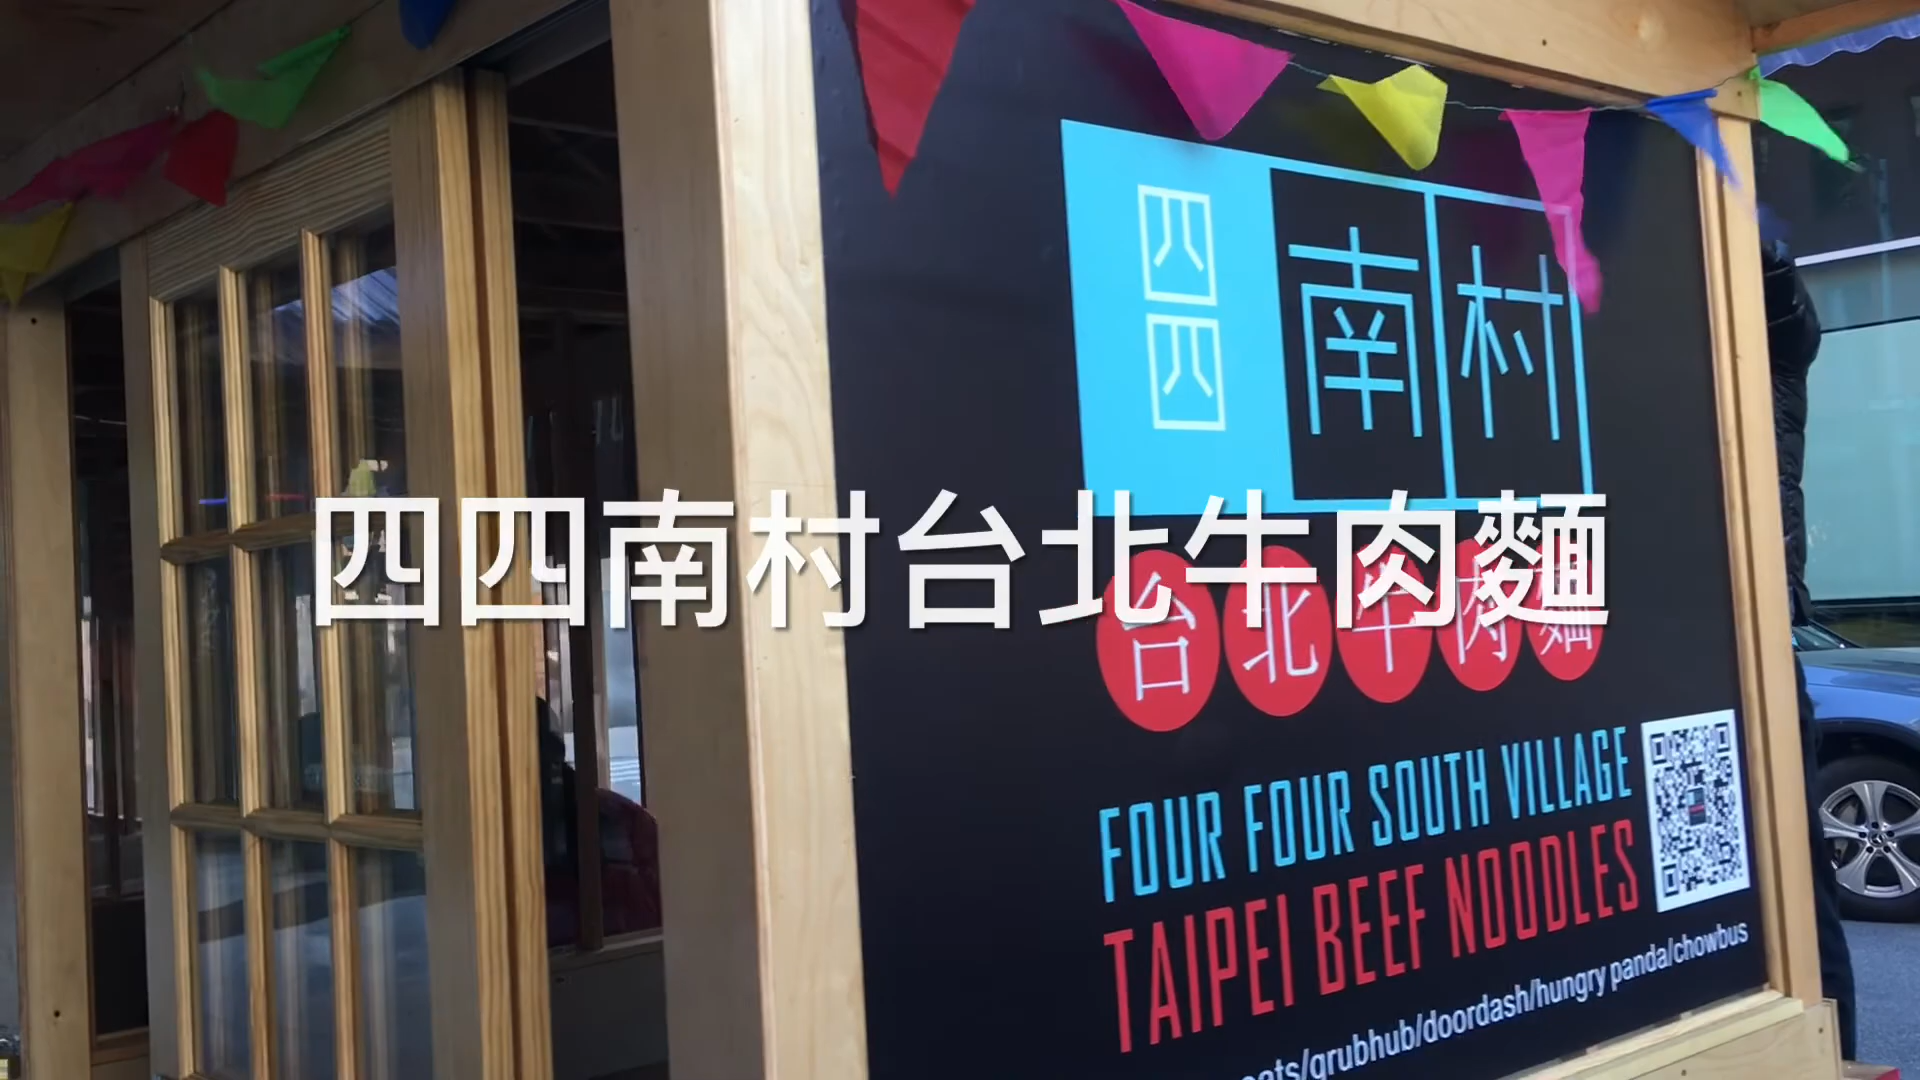 四四
南村
四四南村台北牛肉麵
台北牛肉麵
FOUR FOUR SOUTH VILLAGE
TAIPEI BEEF NOODLES
eats/grubhub/doordash/hungry panda/chowbus